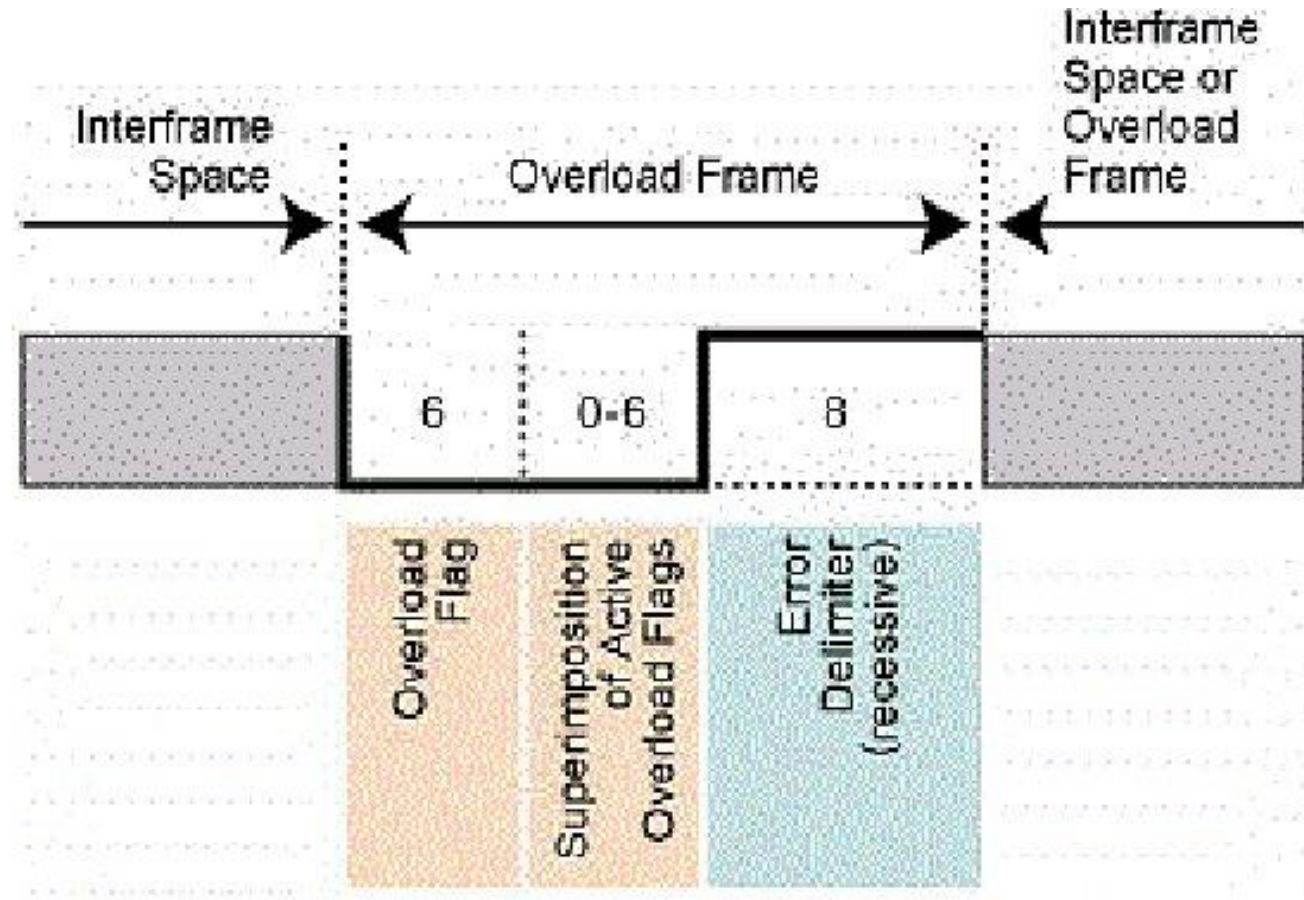 Interframe
Space
Overload Frame
Interframe
Space or
Overload
Frame
6
0-6
8
Overload
Flag
Superimposition
of Active
Overload Flags
Error
Delimiter
(recessive)